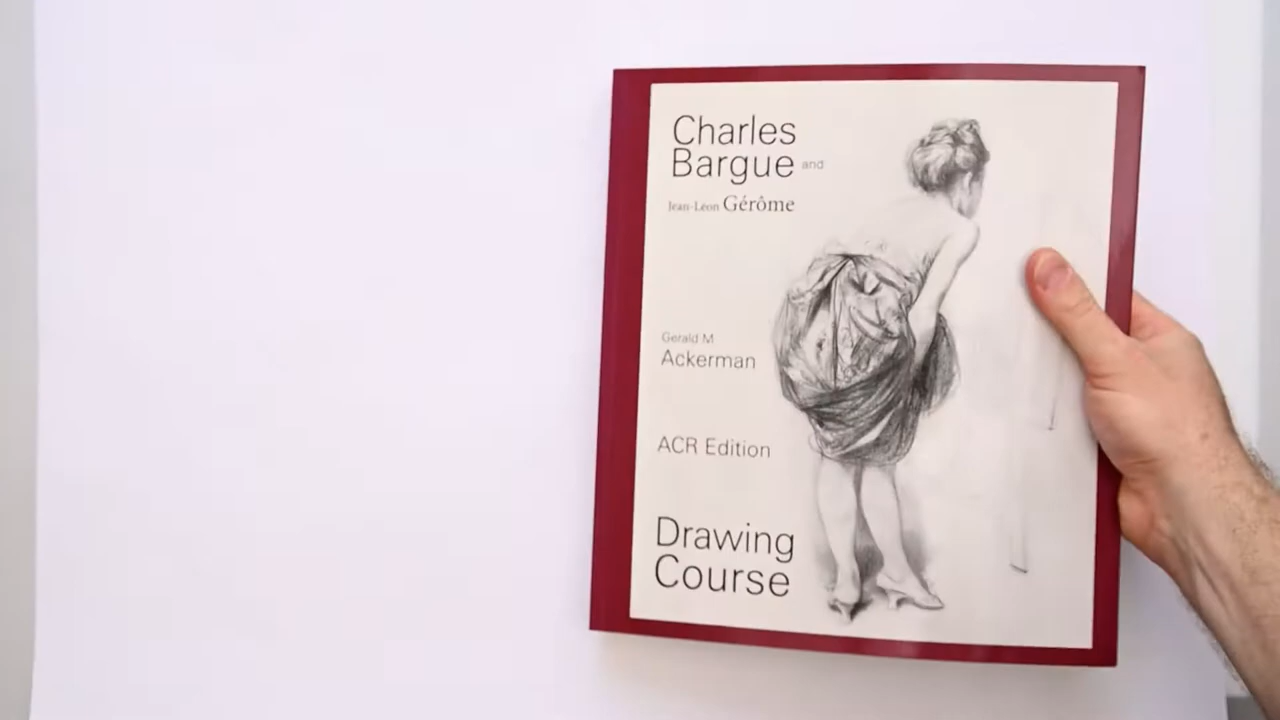 Charles
Bargue and
Jean-Léon Gérôme
Gerald M
Ackerman
ACR Edition
Drawing
Course